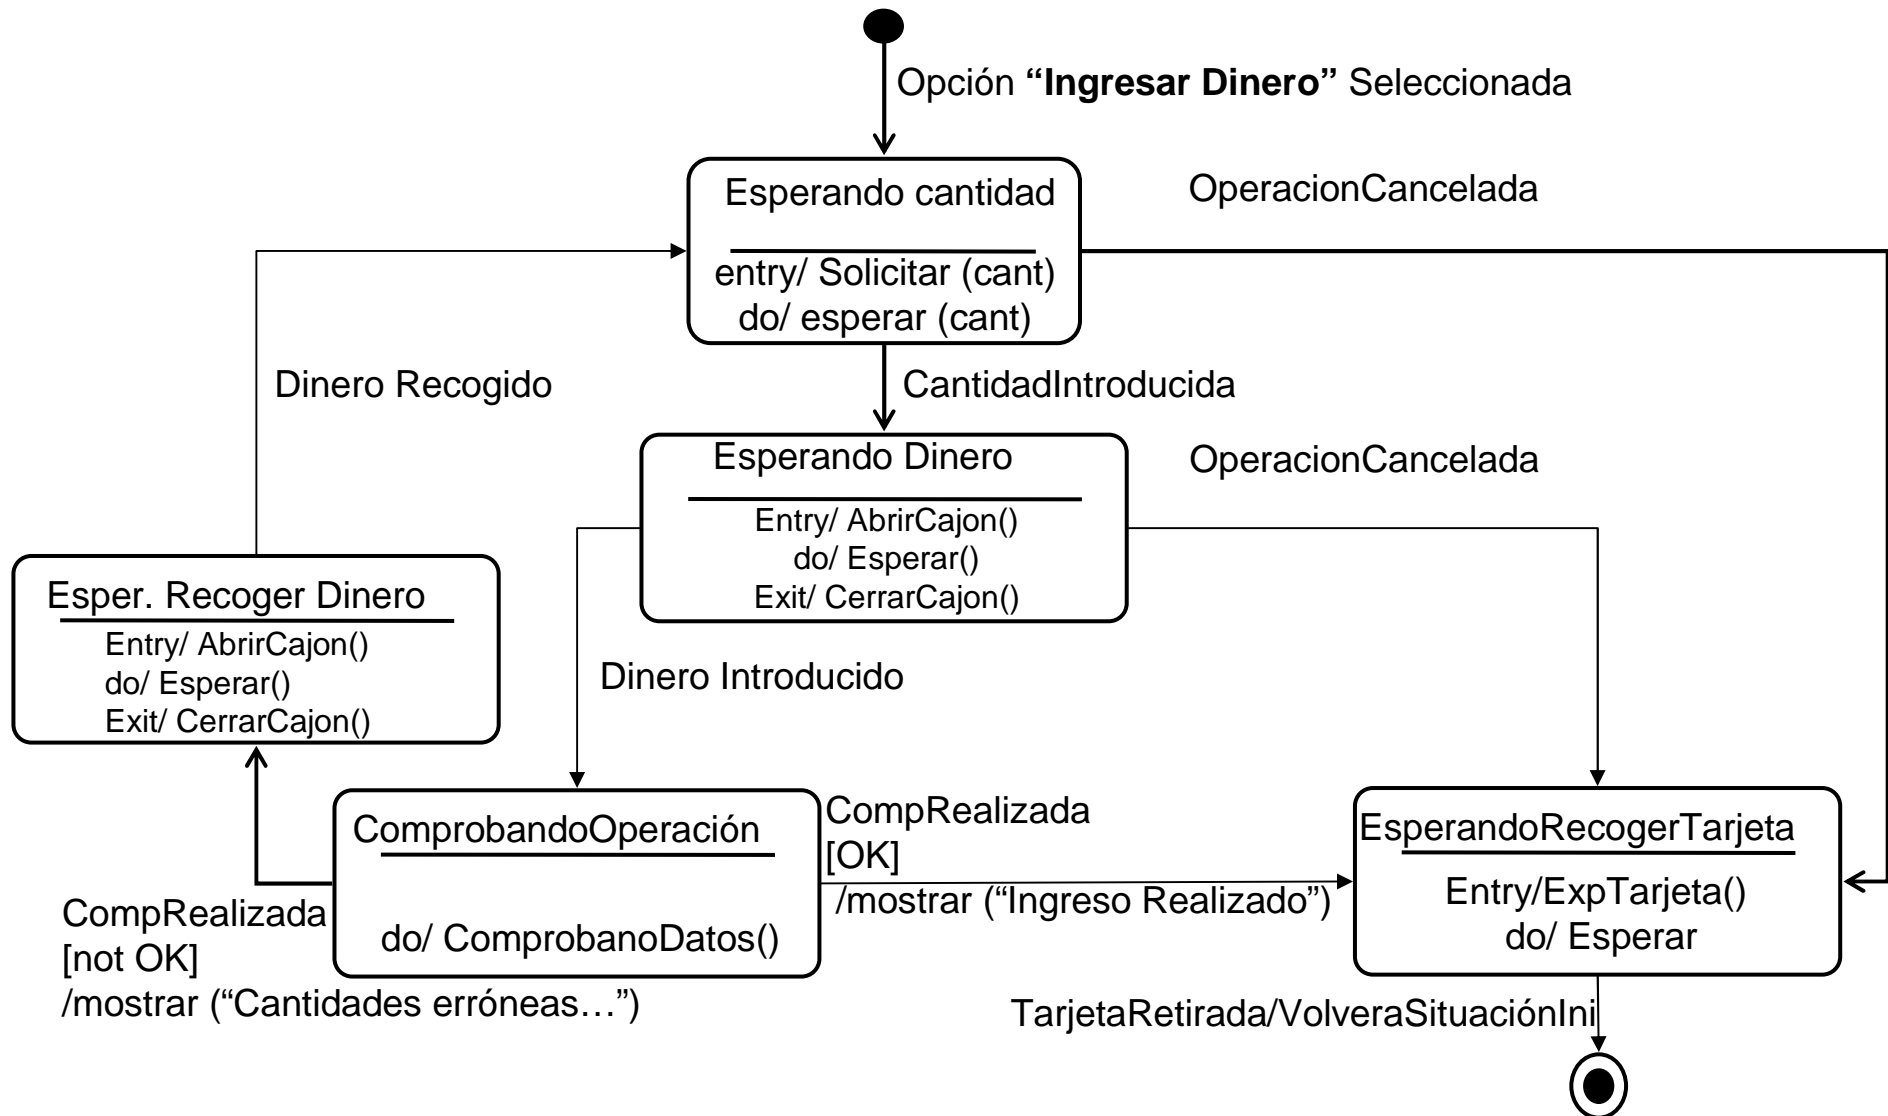 Opción “Ingresar Dinero” Seleccionada
Esperando cantidad
entry/ Solicitar (cant)
do/ esperar (cant)
OperacionCancelada
Dinero Recogido
CantidadIntroducida
Esperando Dinero
Entry/ AbrirCajon()
do/ Esperar()
Exit/ CerrarCajon()
OperacionCancelada
Esper. Recoger Dinero
Entry/ AbrirCajon()
do/ Esperar()
Exit/ CerrarCajon()
Dinero Introducido
ComprobandoOperación
do/ ComprobanoDatos()
CompRealizada
[OK]
/mostrar (“Ingreso Realizado”)
EsperandoRecogerTarjeta
Entry/ExpTarjeta()
do/ Esperar
CompRealizada
[not OK]
/mostrar (“Cantidades erróneas…”)
TarjetaRetirada/VolveraSituaciónIni